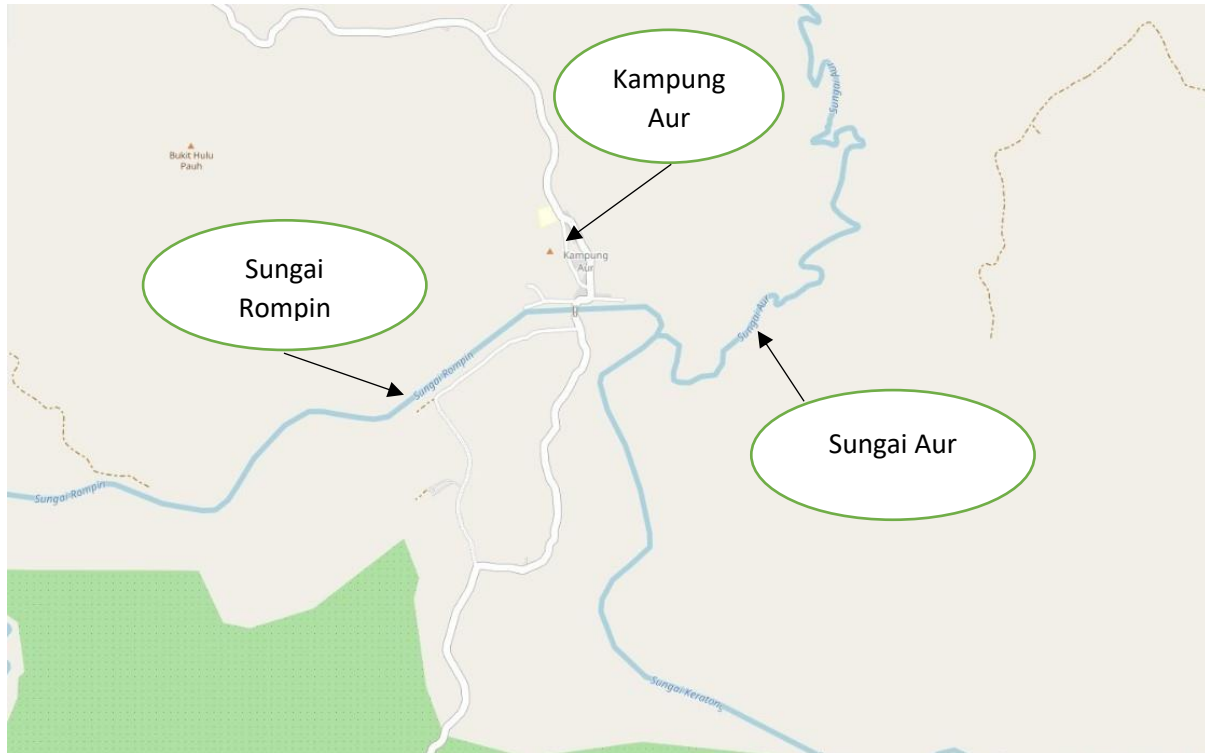 Kampung
Aur
Sungai Aur
Bukit Hulu
Pauh
Sungai
Rompin
Kampung
Aur
Sungai Aur
Sungai Rompin
Sungai Aur
Sungai Rompin
Sungai Keratong